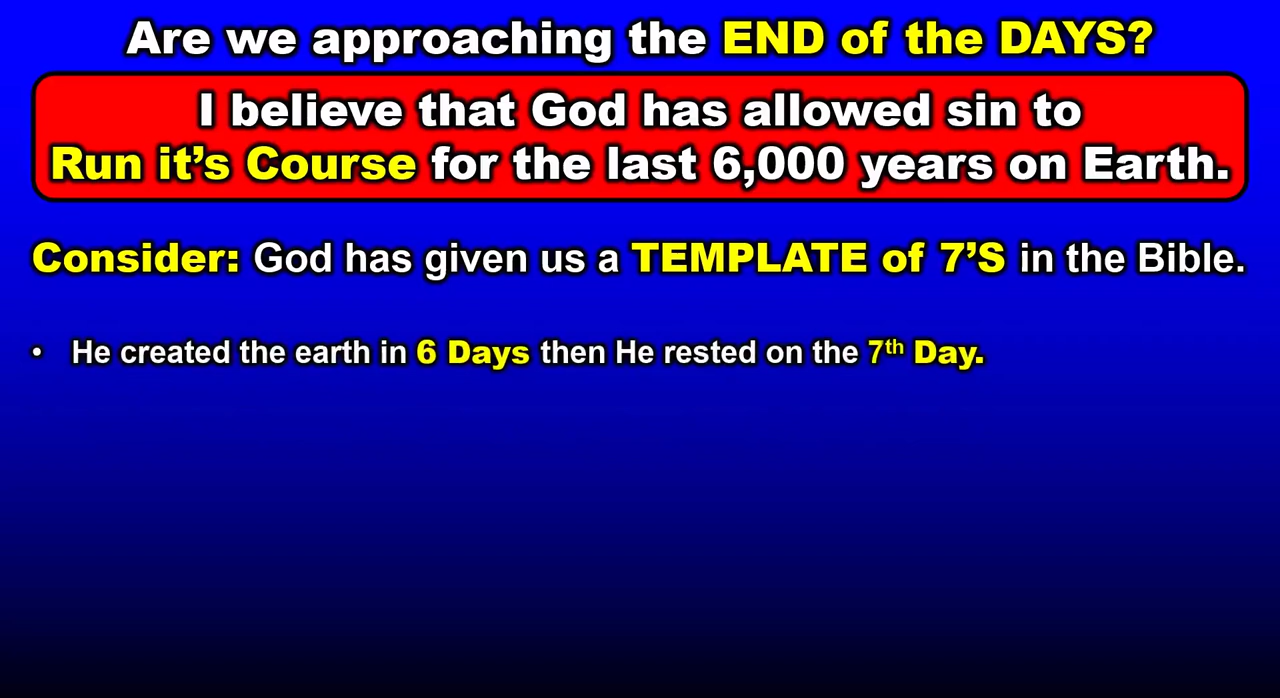 Are we approaching the END of the DAYS?
I believe that God has allowed sin to
Run it’s Course for the last 6,000 years on Earth.
Consider: God has given us a TEMPLATE of 7’S in the Bible.
• He created the earth in 6 Days then He rested on the 7th Day.